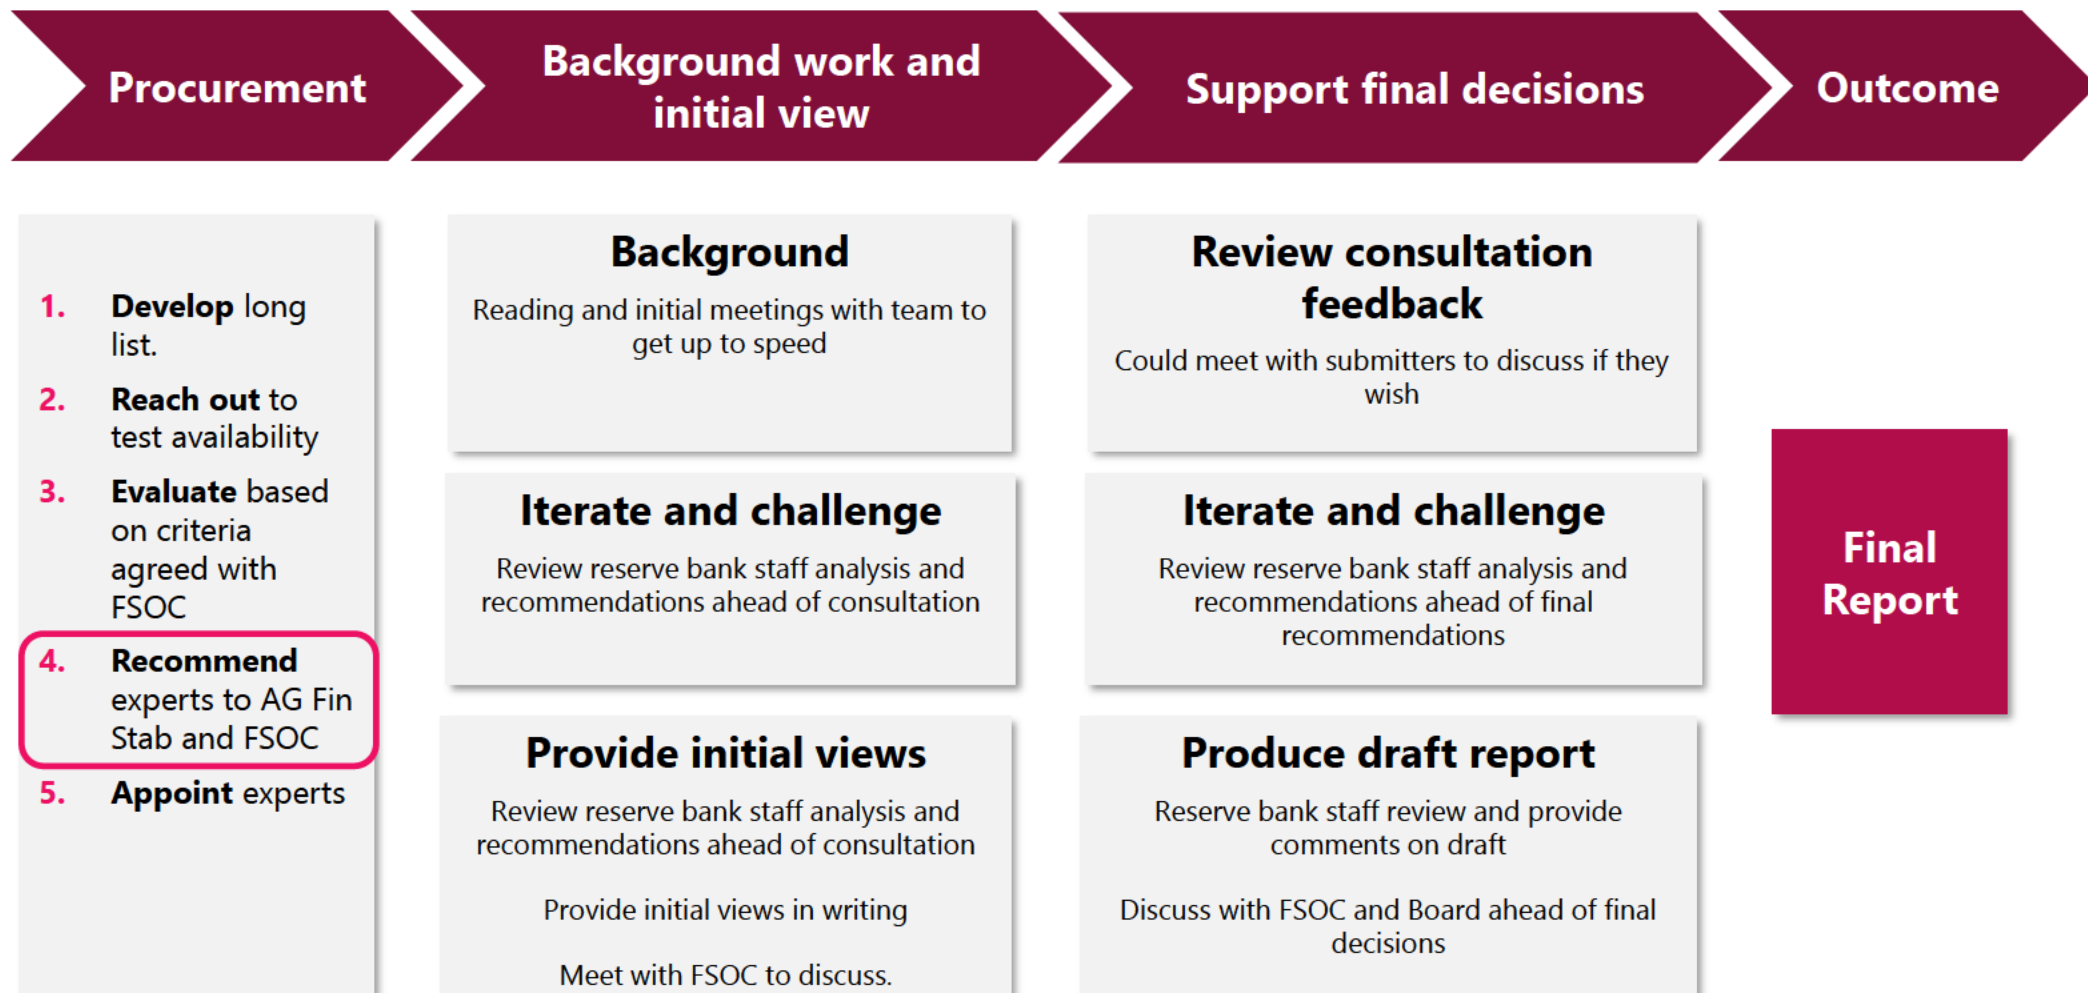 Procurement
Background work and
initial view
Support final decisions
Outcome
1. Develop long
list.
2. Reach out to
test availability
3. Evaluate based
on criteria
agreed with
FSOC
4. Recommend
experts to AG Fin
Stab and FSOC
5. Appoint experts
Background
Reading and initial meetings with team to
get up to speed
Iterate and challenge
Review reserve bank staff analysis and
recommendations ahead of consultation
Provide initial views
Review reserve bank staff analysis and
recommendations ahead of consultation
Provide initial views in writing
Meet with FSOC to discuss.
Review consultation
feedback
Could meet with submitters to discuss if they
wish
Iterate and challenge
Review reserve bank staff analysis and
recommendations ahead of final
recommendations
Produce draft report
Reserve bank staff review and provide
comments on draft
Discuss with FSOC and Board ahead of final
decisions
Final
Report